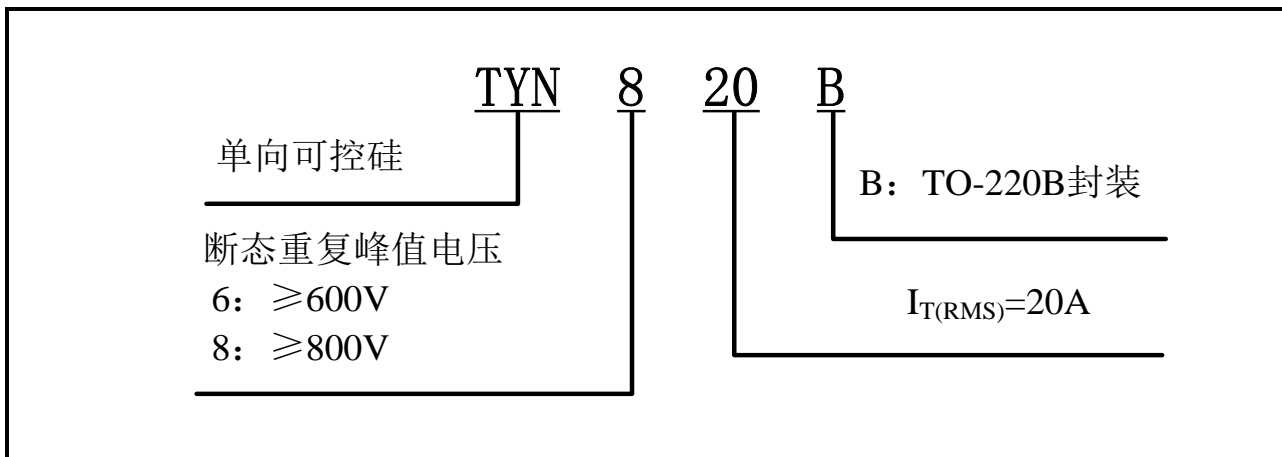 TYN 8 20 B
单向可控硅
B：TO-220B封装
断态重复峰值电压
6：≥600V
I_T(RMS)=20A
8：≥800V